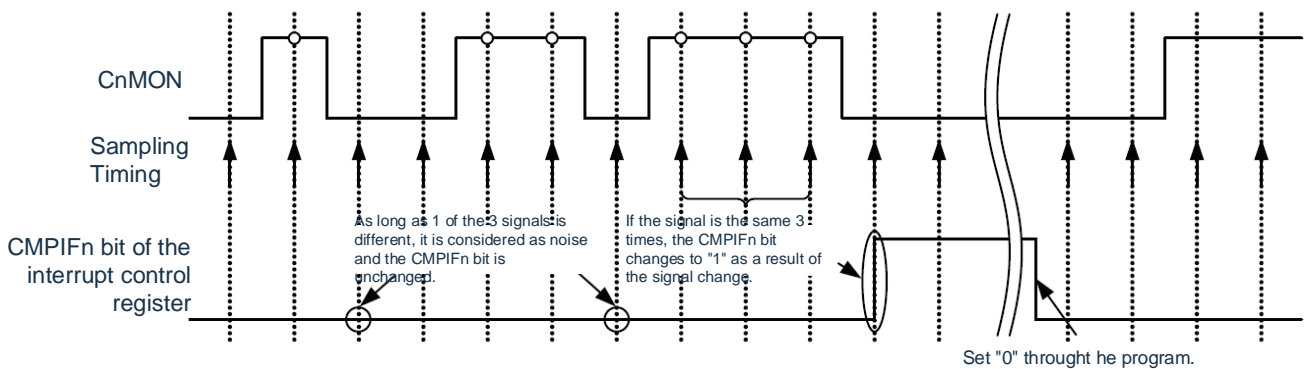 CnMON
Sampling
Timing
As long as 1 of the 3 signals is
different, it is considered as noise
and the CMPIFn bit is
unchanged.
If the signal is the same 3
times, the CMPIFn bit
changes to "1" as a result of
the signal change.
CMPIFn bit of the
interrupt control
register
Set "0" throught he program.